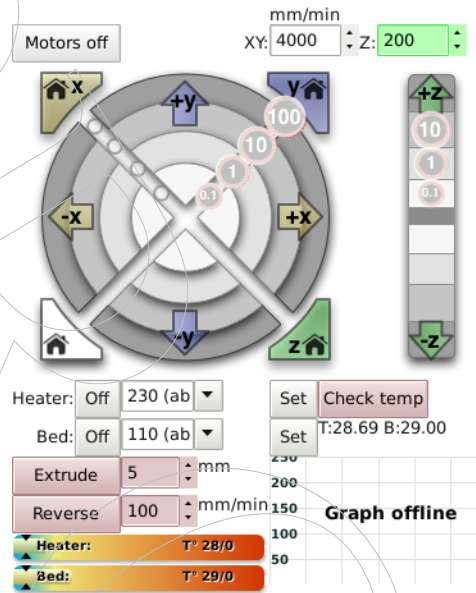 mm/min
Motors off XY: 4000 Z: 200
x +y y +z
100
10 10
1 1
0.1 0.1
-x +x
-y z -z
Heater: Off 230 (ab Set Check temp
Bed: Off 110 (ab Set T:28.69 B:29.00
Extrude 5 mm 250
200
Reverse 100 mm/min 150 Graph offline
Heater: T° 28/0 100
Bed: T° 29/0 50